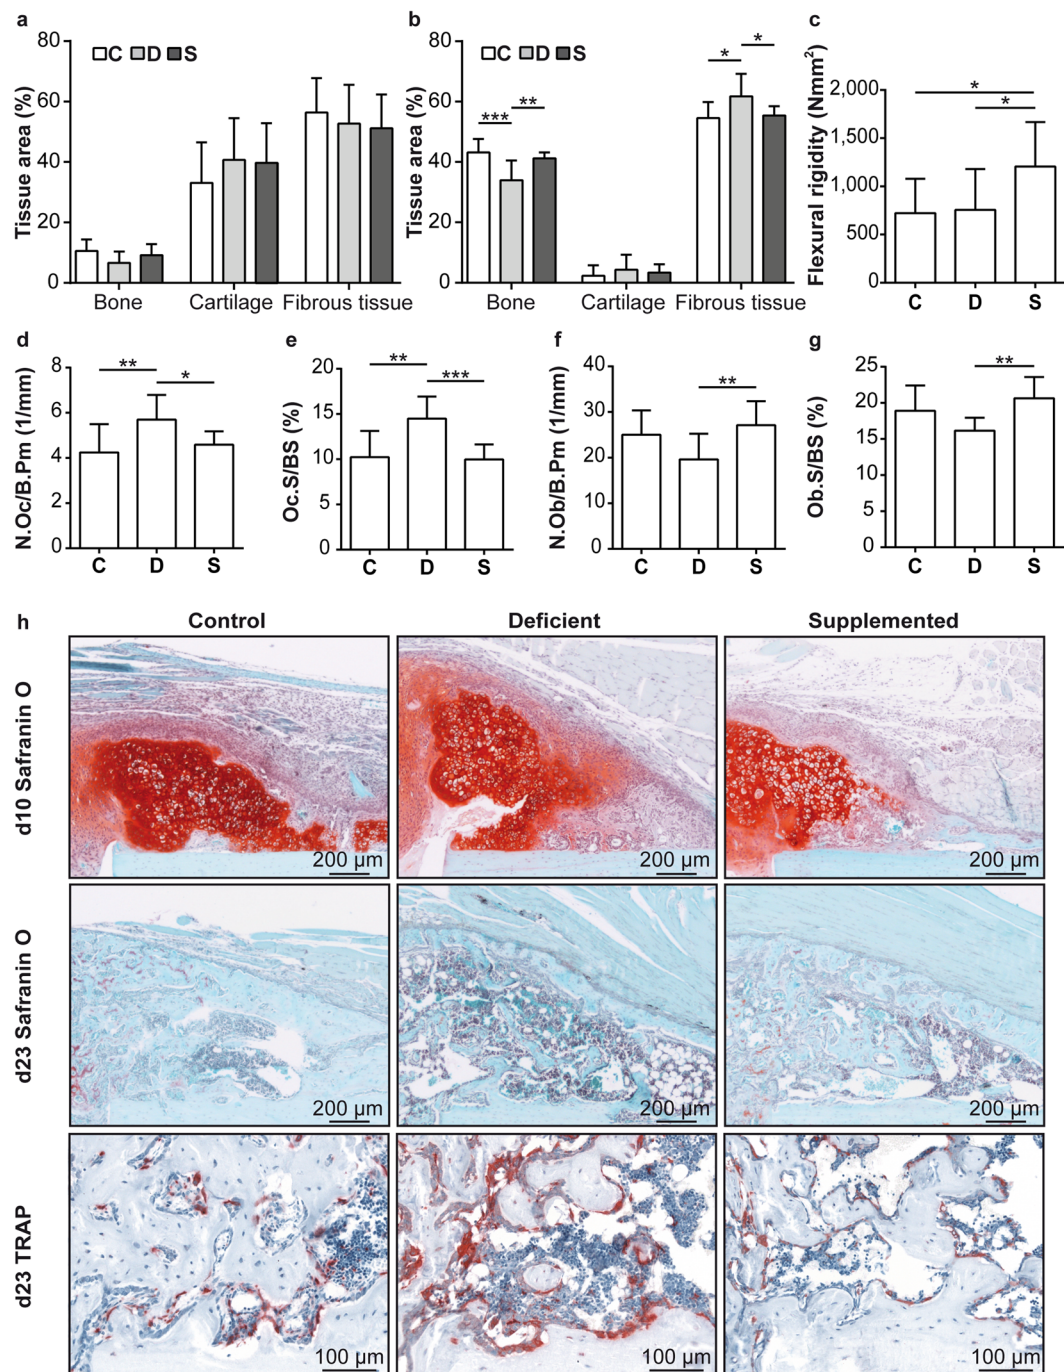 a
80
60
40
20
0
Tissue area (%)
C D S
Bone Cartilage Fibrous tissue
b
80
60
40
20
0
Tissue area (%)
C D S
*** **
* *
Bone Cartilage Fibrous tissue
c
2,000
1,500
1,000
500
0
Flexural rigidity (Nmm²)
*
*
C D S
d
8
6
4
2
0
N.Oc/B.Pm (1/mm)
** *
C D S
e
20
15
10
5
0
Oc.S/BS (%)
** ***
C D S
f
40
30
20
10
0
N.Ob/B.Pm (1/mm)
**
C D S
g
25
20
15
10
5
0
Ob.S/BS (%)
**
C D S
h
Control Deficient Supplemented
d10 Safranin O
200 µm 200 µm 200 µm
d23 Safranin O
200 µm 200 µm 200 µm
d23 TRAP
100 µm 100 µm 100 µm